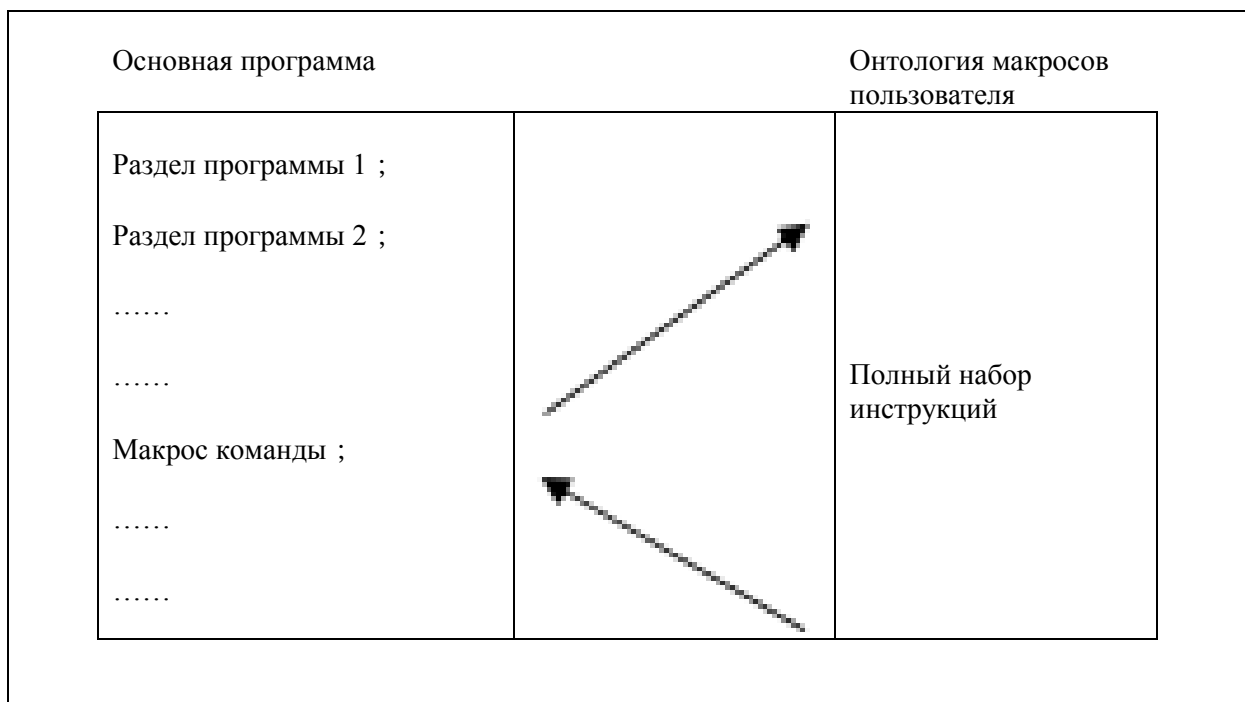 Основная программа
Онтология макросов
пользователя
Раздел программы 1 ;
Раздел программы 2 ;
……
……
Макрос команды ;
……
……
Полный набор
инструкций